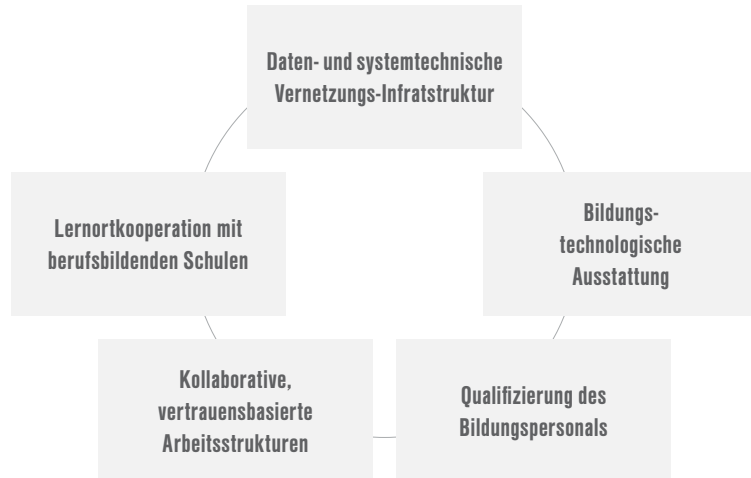 Daten- und systemtechnische
Vernetzungs-Infratstruktur
Lernortkooperation mit
berufsbildenden Schulen
Bildungs-
technologische
Ausstattung
Kollaborative,
vertrauensbasierte
Arbeitsstrukturen
Qualifizierung des
Bildungspersonals